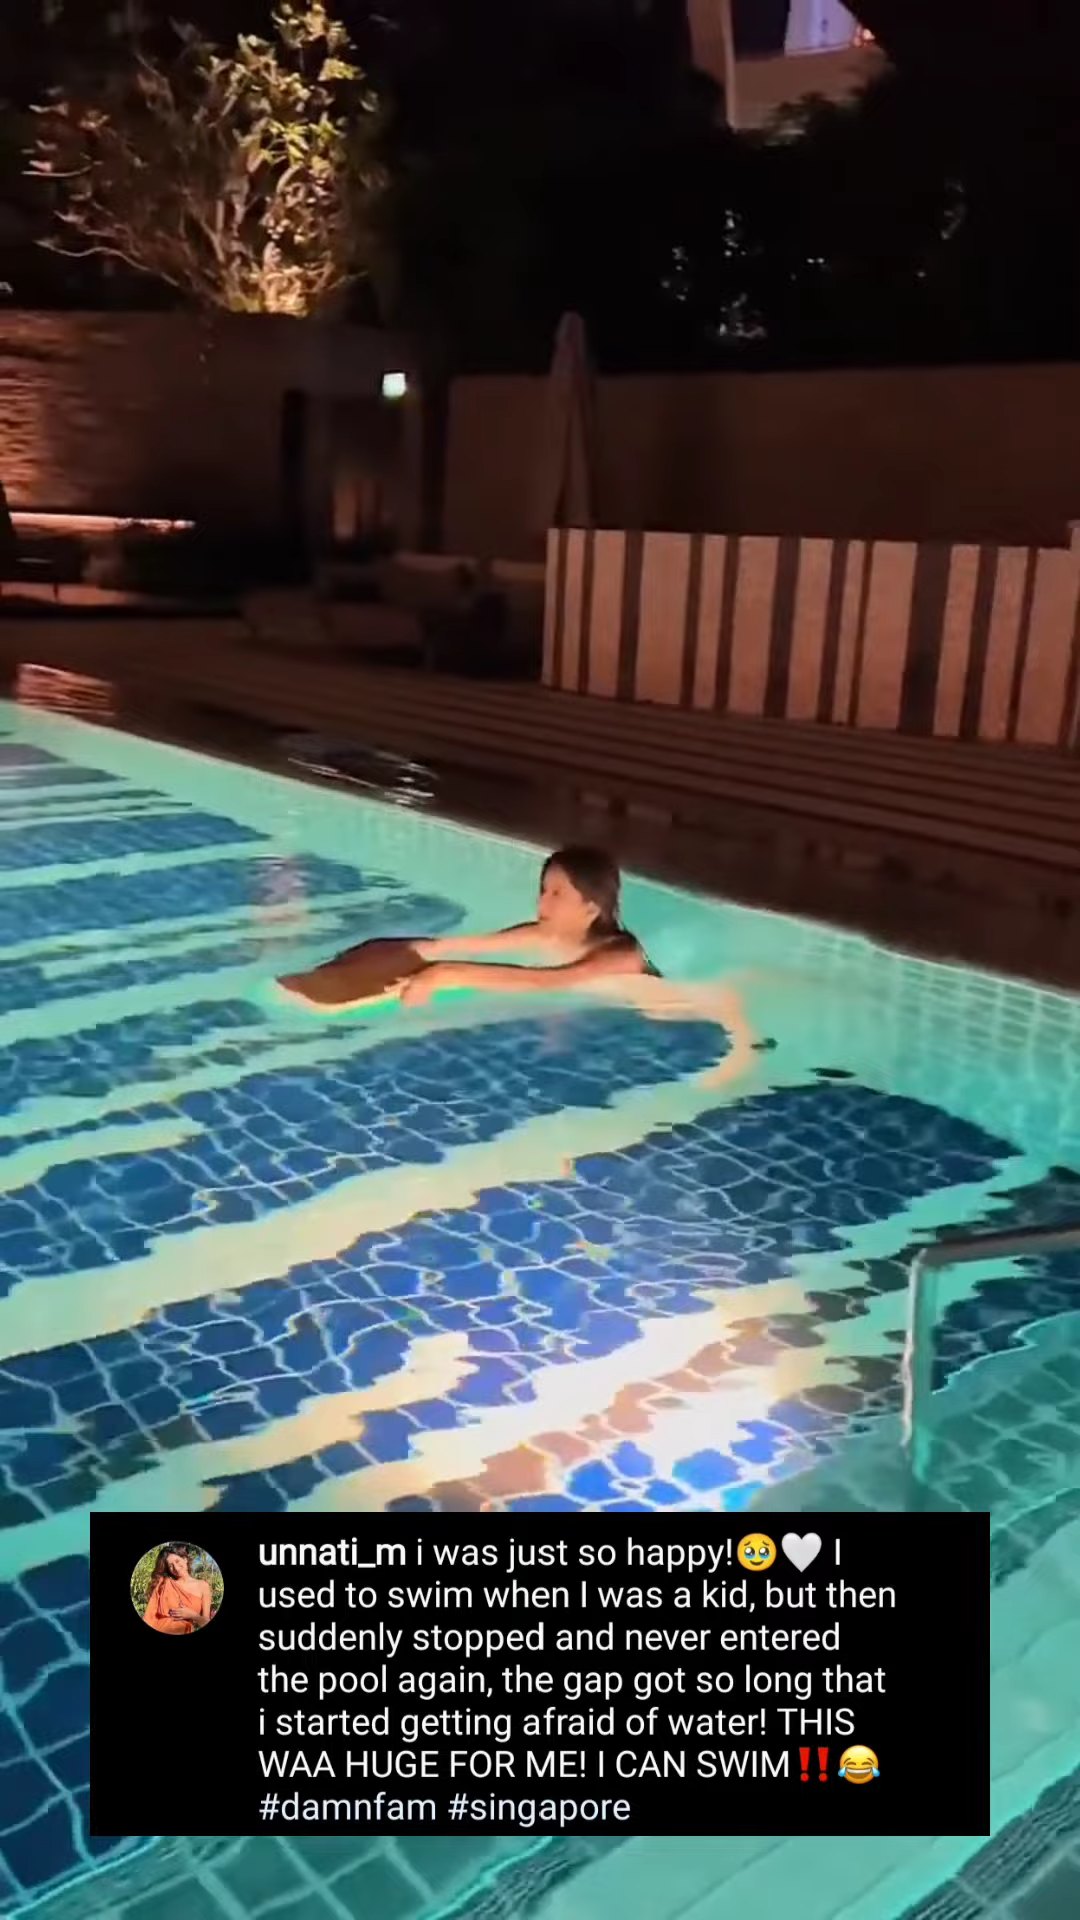 unnati_m i was just so happy!🥹🤍 I
used to swim when I was a kid, but then
suddenly stopped and never entered
the pool again, the gap got so long that
i started getting afraid of water! THIS
WAA HUGE FOR ME! I CAN SWIM‼️😂
#damnfam #singapore